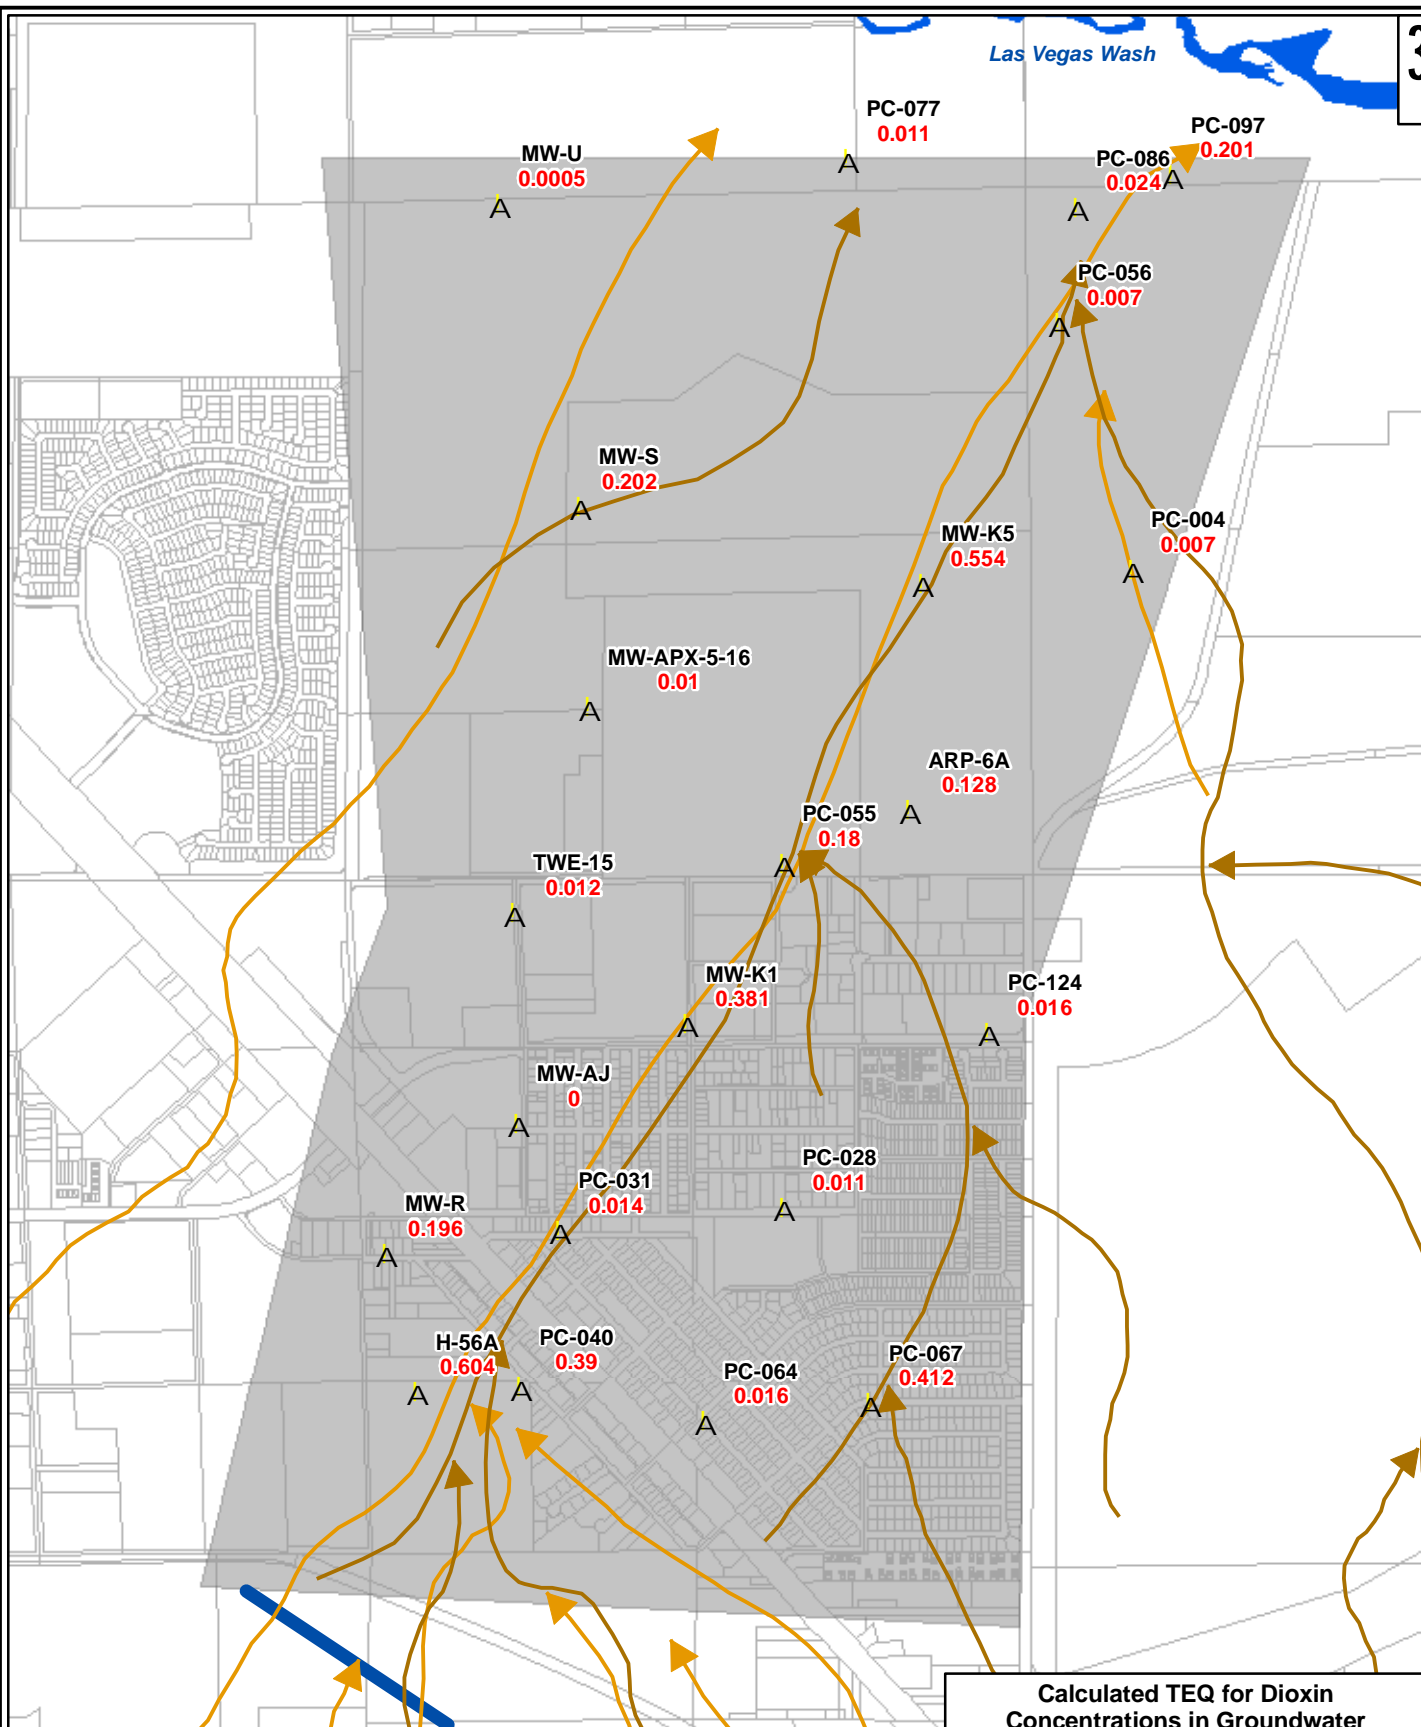 Las Vegas Wash
3
PC-077
0.011
PC-097
0.201
MW-U
0.0005
PC-086
0.024
A
A
A
A
PC-056
0.007
A
MW-S
0.202
A
PC-004
0.007
MW-K5
0.554
A
A
MW-APX-5-16
0.01
A
ARP-6A
0.128
PC-055
0.18
A
TWE-15
0.012
A
A
MW-K1
0.381
PC-124
0.016
A
A
MW-AJ
0
A
PC-028
0.011
PC-031
0.014
MW-R
0.196
A
A
A
H-56A
0.604
PC-040
0.39
PC-064
0.016
PC-067
0.412
A
A
A
A
Calculated TEQ for Dioxin
Concentrations in Groundwater